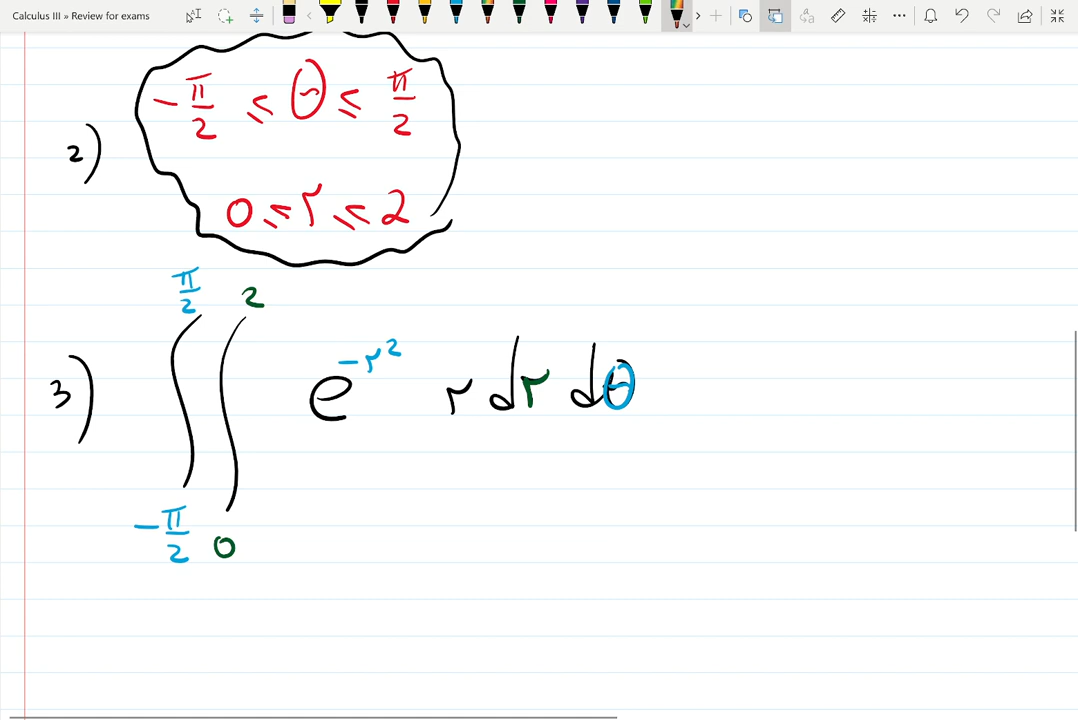 Calculus III » Review for exams
2) -π/2 ≤ θ ≤ π/2
0 ≤ r ≤ 2
3) ∫_{-π/2}^{π/2} ∫_0^2 e^{-r^2} r dr dθ